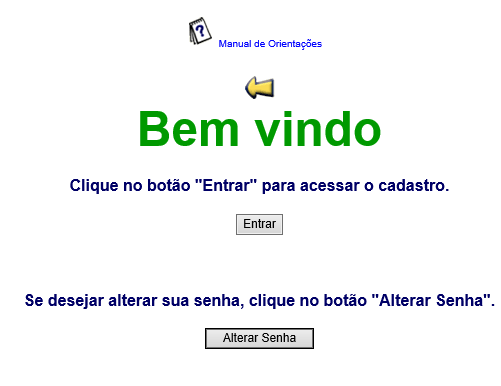 Manual de Orientações
Bem vindo
Clique no botão "Entrar" para acessar o cadastro.
Entrar
Se desejar alterar sua senha, clique no botão "Alterar Senha".
Alterar Senha